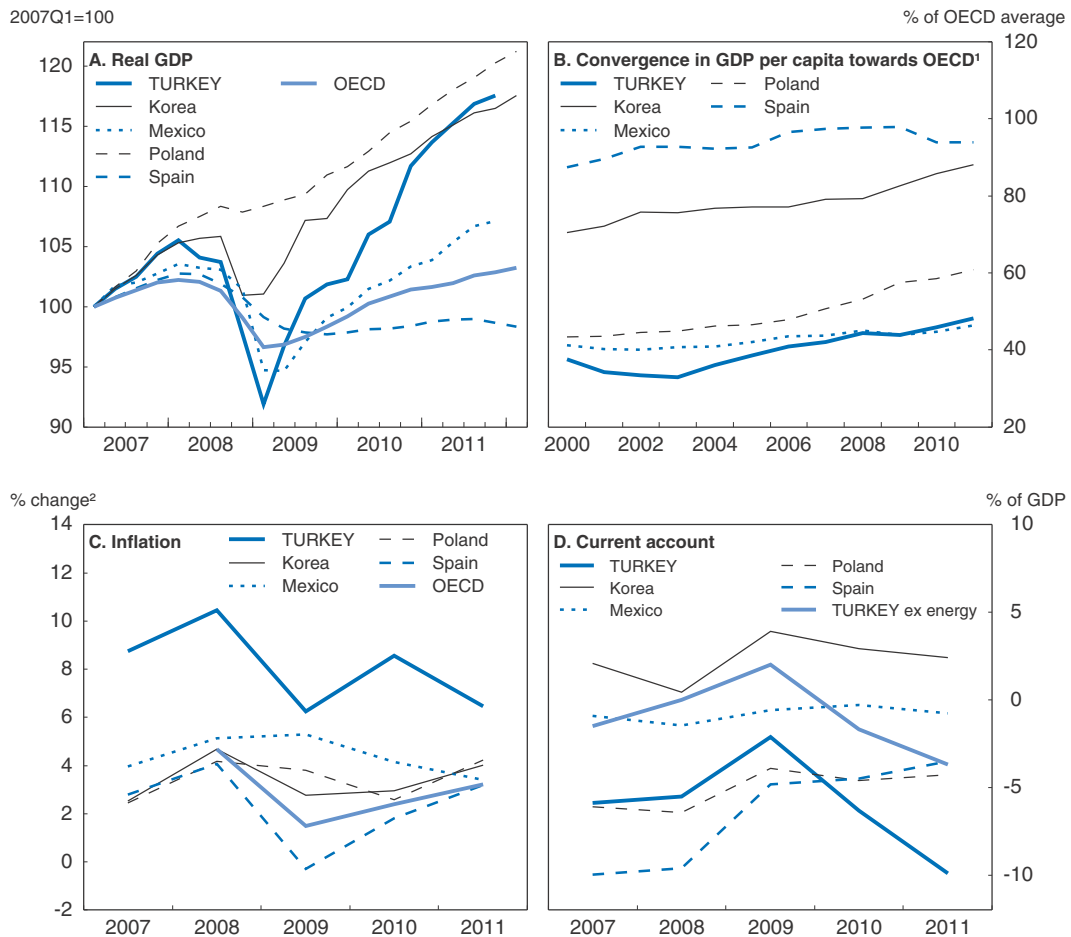 2007Q1=100
% of OECD average
A. Real GDP
TURKEY OECD
Korea
Mexico
Poland
Spain
120
115
110
105
100
95
90
2007 2008 2009 2010 2011
B. Convergence in GDP per capita towards OECD¹
TURKEY Poland
Korea Spain
Mexico
120
100
80
60
40
20
2000 2002 2004 2006 2008 2010
% change²
% of GDP
C. Inflation
TURKEY Poland
Korea Spain
Mexico OECD
14
12
10
8
6
4
2
0
-2
2007 2008 2009 2010 2011
D. Current account
TURKEY Poland
Korea Spain
Mexico TURKEY ex energy
10
5
0
-5
-10
2007 2008 2009 2010 2011